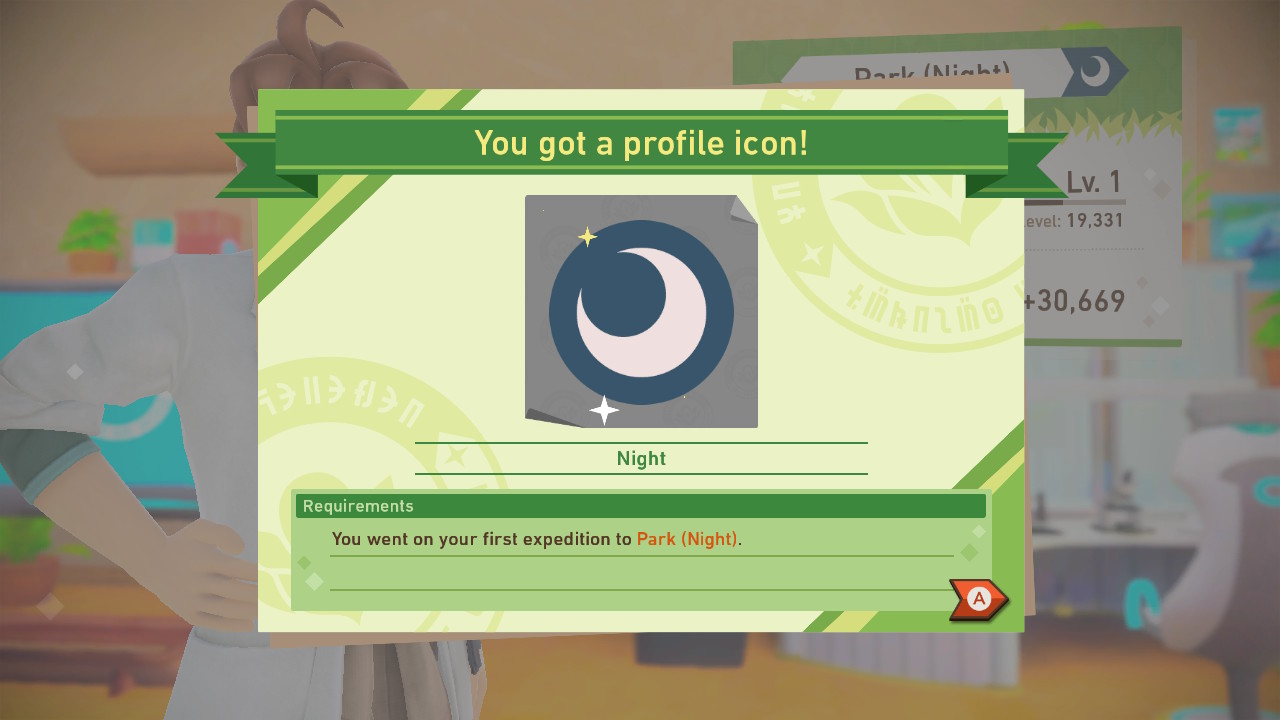 Park (Night)
You got a profile icon!
Lv. 1
evel: 19,331
+30,669
Night
Requirements
You went on your first expedition to Park (Night).
A